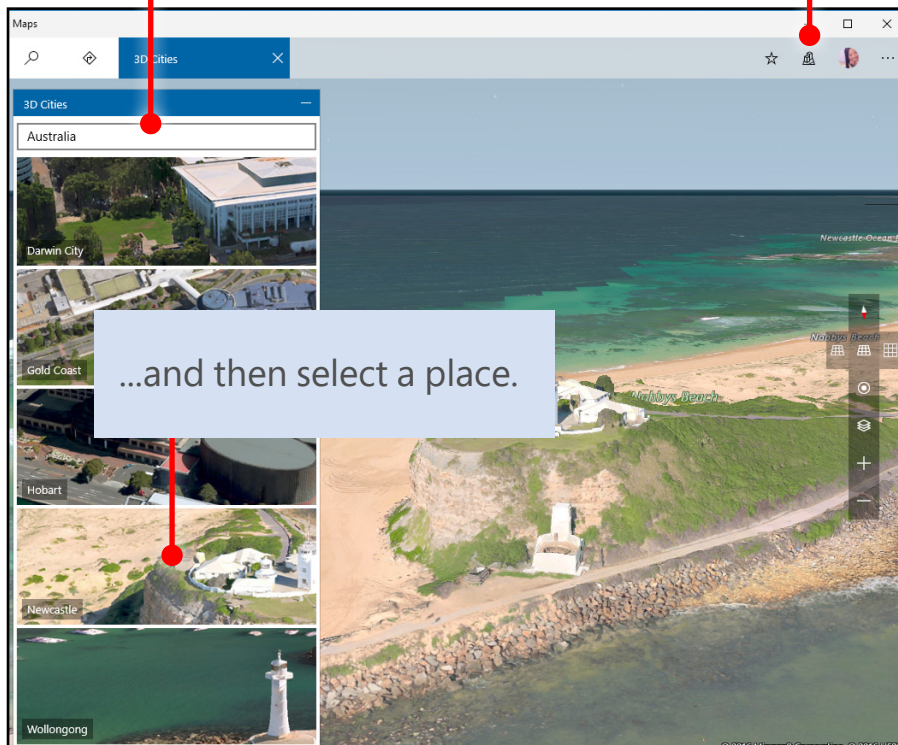 Maps
3D Cities
3D Cities
Australia
Darwin City
Newcastle Ocean
Nobbys Beach
Gold Coast
...and then select a place.
Nobbys Beach
Hobart
Newcastle
Wollongong